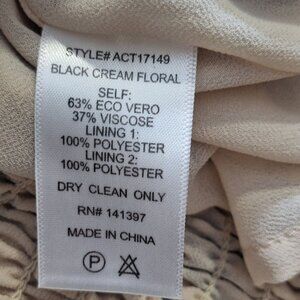 STYLE# ACT17149
BLACK CREAM FLORAL
SELF:
63% ECO VERO
37% VISCOSE
LINING 1:
100% POLYESTER
LINING 2:
100% POLYESTER
DRY CLEAN ONLY
RN# 141397
MADE IN CHINA
P